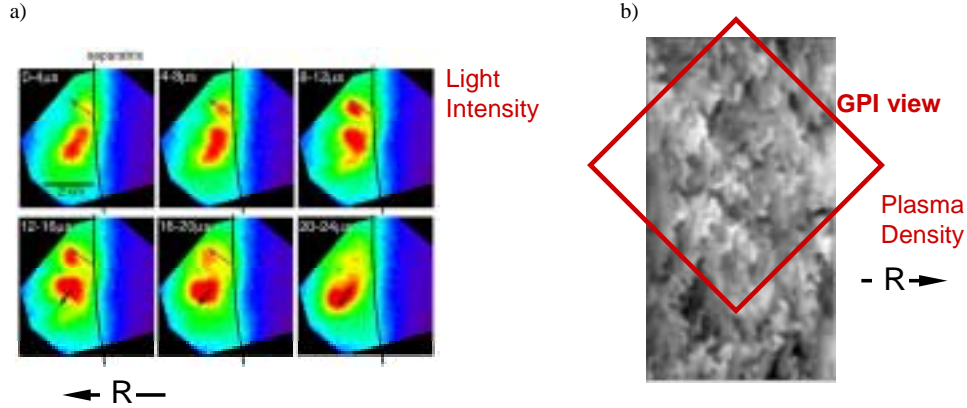 a)
separatrix
0-4μs
4-8μs
8-12μs
12-16μs
16-20μs
20-24μs
Light
Intensity
R
b)
GPI view
Plasma
Density
R